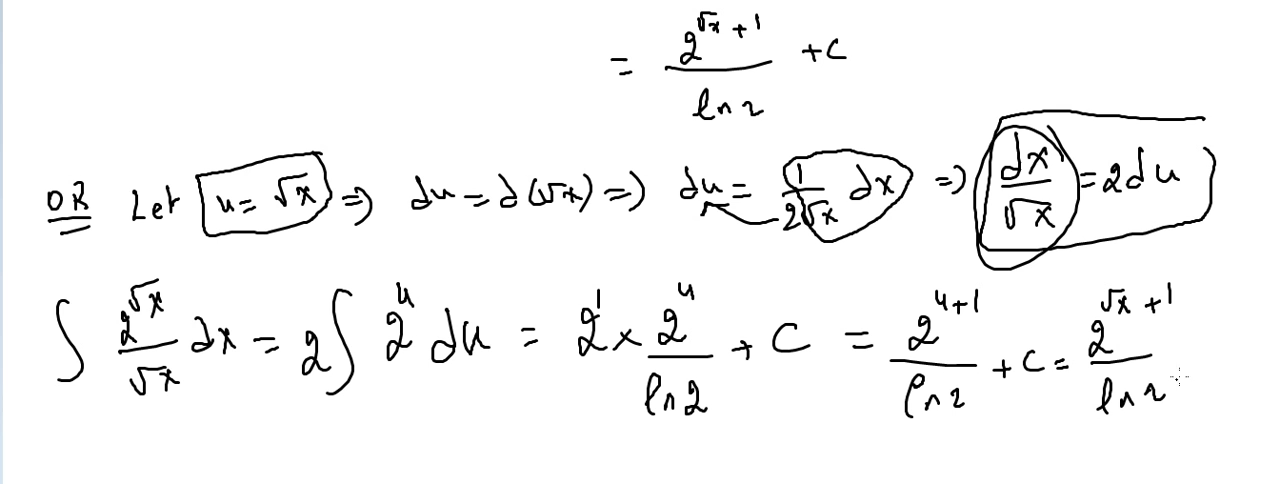 = 2^(√x + 1) / ln 2 + C
OR Let u = √x ⇒ du = d(√x) ⇒ du = 1/(2√x) dx ⇒ dx/√x = 2du
∫ 2^√x/√x dx = 2∫ 2^u du = 2^1 × 2^u/ln 2 + C = 2^(u+1)/ln 2 + C = 2^(√x + 1)/ln 2